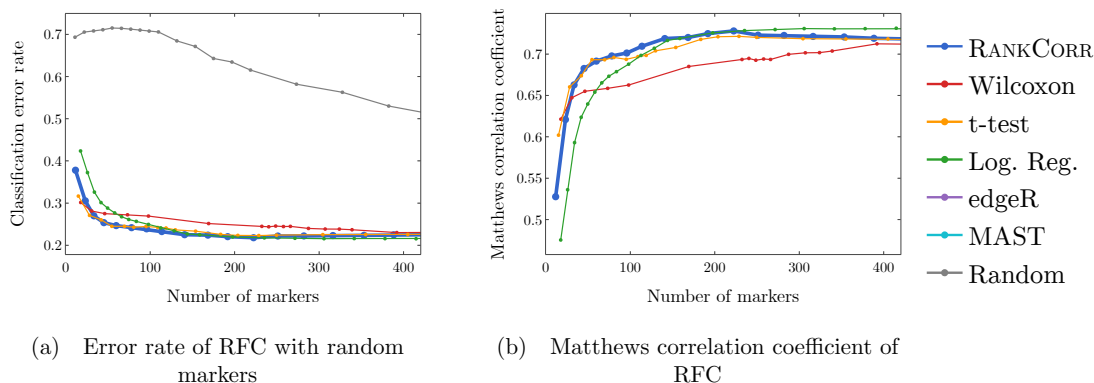 Classification error rate
0.7
0.6
0.5
0.4
0.3
0.2
0
100
200
300
400
Number of markers
(a) Error rate of RFC with random
markers
Matthews correlation coefficient
0.7
0.65
0.6
0.55
0.5
0
100
200
300
400
Number of markers
(b) Matthews correlation coefficient of
RFC
RANKCORR
Wilcoxon
t-test
Log. Reg.
edgeR
MAST
Random